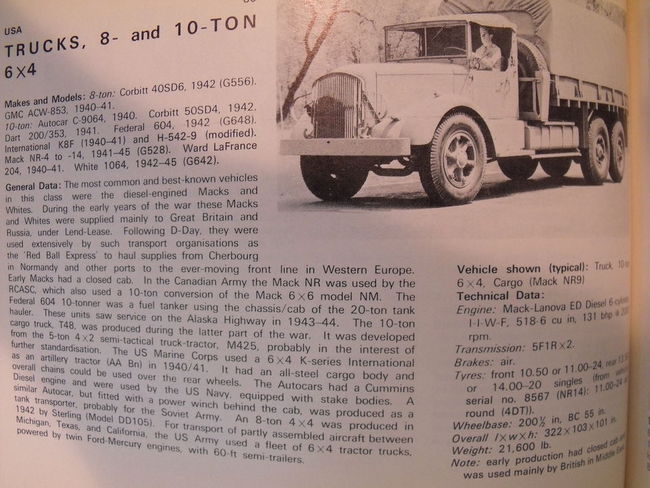 USA
TRUCKS, 8- and 10-TON
6×4
Makes and Models: 8-ton: Corbitt 40SD6, 1942 (G556).
GMC ACW-853, 1940–41.
10-ton: Autocar C-9064, 1940. Corbitt 50SD4, 1942,
Dart 200/353, 1941. Federal 604, 1942 (G648).
International K8F (1940–41) and H-542-9 (modified).
Mack NR-4 to -14, 1941–45 (G528). Ward LaFrance
204, 1940–41. White 1064, 1942–45 (G642).
General Data: The most common and best-known vehicles
in this class were the diesel-engined Macks and
Whites. During the early years of the war these Macks
and Whites were supplied mainly to Great Britain and
Russia, under Lend-Lease. Following D-Day, they were
used extensively by such transport organisations as
the 'Red Ball Express' to haul supplies from Cherbourg
in Normandy and other ports to the ever-moving front line in Western Europe.
Early Macks had a closed cab. In the Canadian Army the Mack NR was used by the
RCASC, which also used a 10-ton conversion of the Mack 6×6 model NM. The
Federal 604 10-tonner was a fuel tanker using the chassis/cab of the 20-ton tank
hauler. These units saw service on the Alaska Highway in 1943–44. The 10-ton
cargo truck, T48, was produced during the latter part of the war. It was developed
from the 5-ton 4×2 semi-tactical truck-tractor, M425, probably in the interest of
further standardisation. The US Marine Corps used a 6×4 K-series International
as an artillery tractor (AA Bn) in 1940/41. It had an all-steel cargo body and
overall chains could be used over the rear wheels. The Autocars had a Cummins
Diesel engine and were used by the US Navy, equipped with stake bodies. A
similar Autocar, but fitted with a power winch behind the cab, was produced as a
tank transporter, probably for the Soviet Army. An 8-ton 4×4 was produced in
1942 by Sterling (Model DD105). For transport of partly assembled aircraft between
Michigan, Texas, and California, the US Army used a fleet of 6×4 tractor trucks,
powered by twin Ford-Mercury engines, with 60-ft semi-trailers.
Vehicle shown (typical): Truck, 10-
6×4, Cargo (Mack NR9)
Technical Data:
Engine: Mack-Lanova ED Diesel 6-
I-I-W-F, 518·6 cu in, 131 bhp
rpm.
Transmission: 5F1R×2.
Brakes: air.
Tyres: front 10.50 or 11.00-24, rear
or 14.00-20 singles (from
serial no. 8567 (NR14): 11.00-24
round (4DT)).
Wheelbase: 200½ in, BC 55 in.
Overall l×w×h: 322×103×101 in.
Weight: 21,600 lb.
Note: early production had closed cab
was used mainly by British in Middle